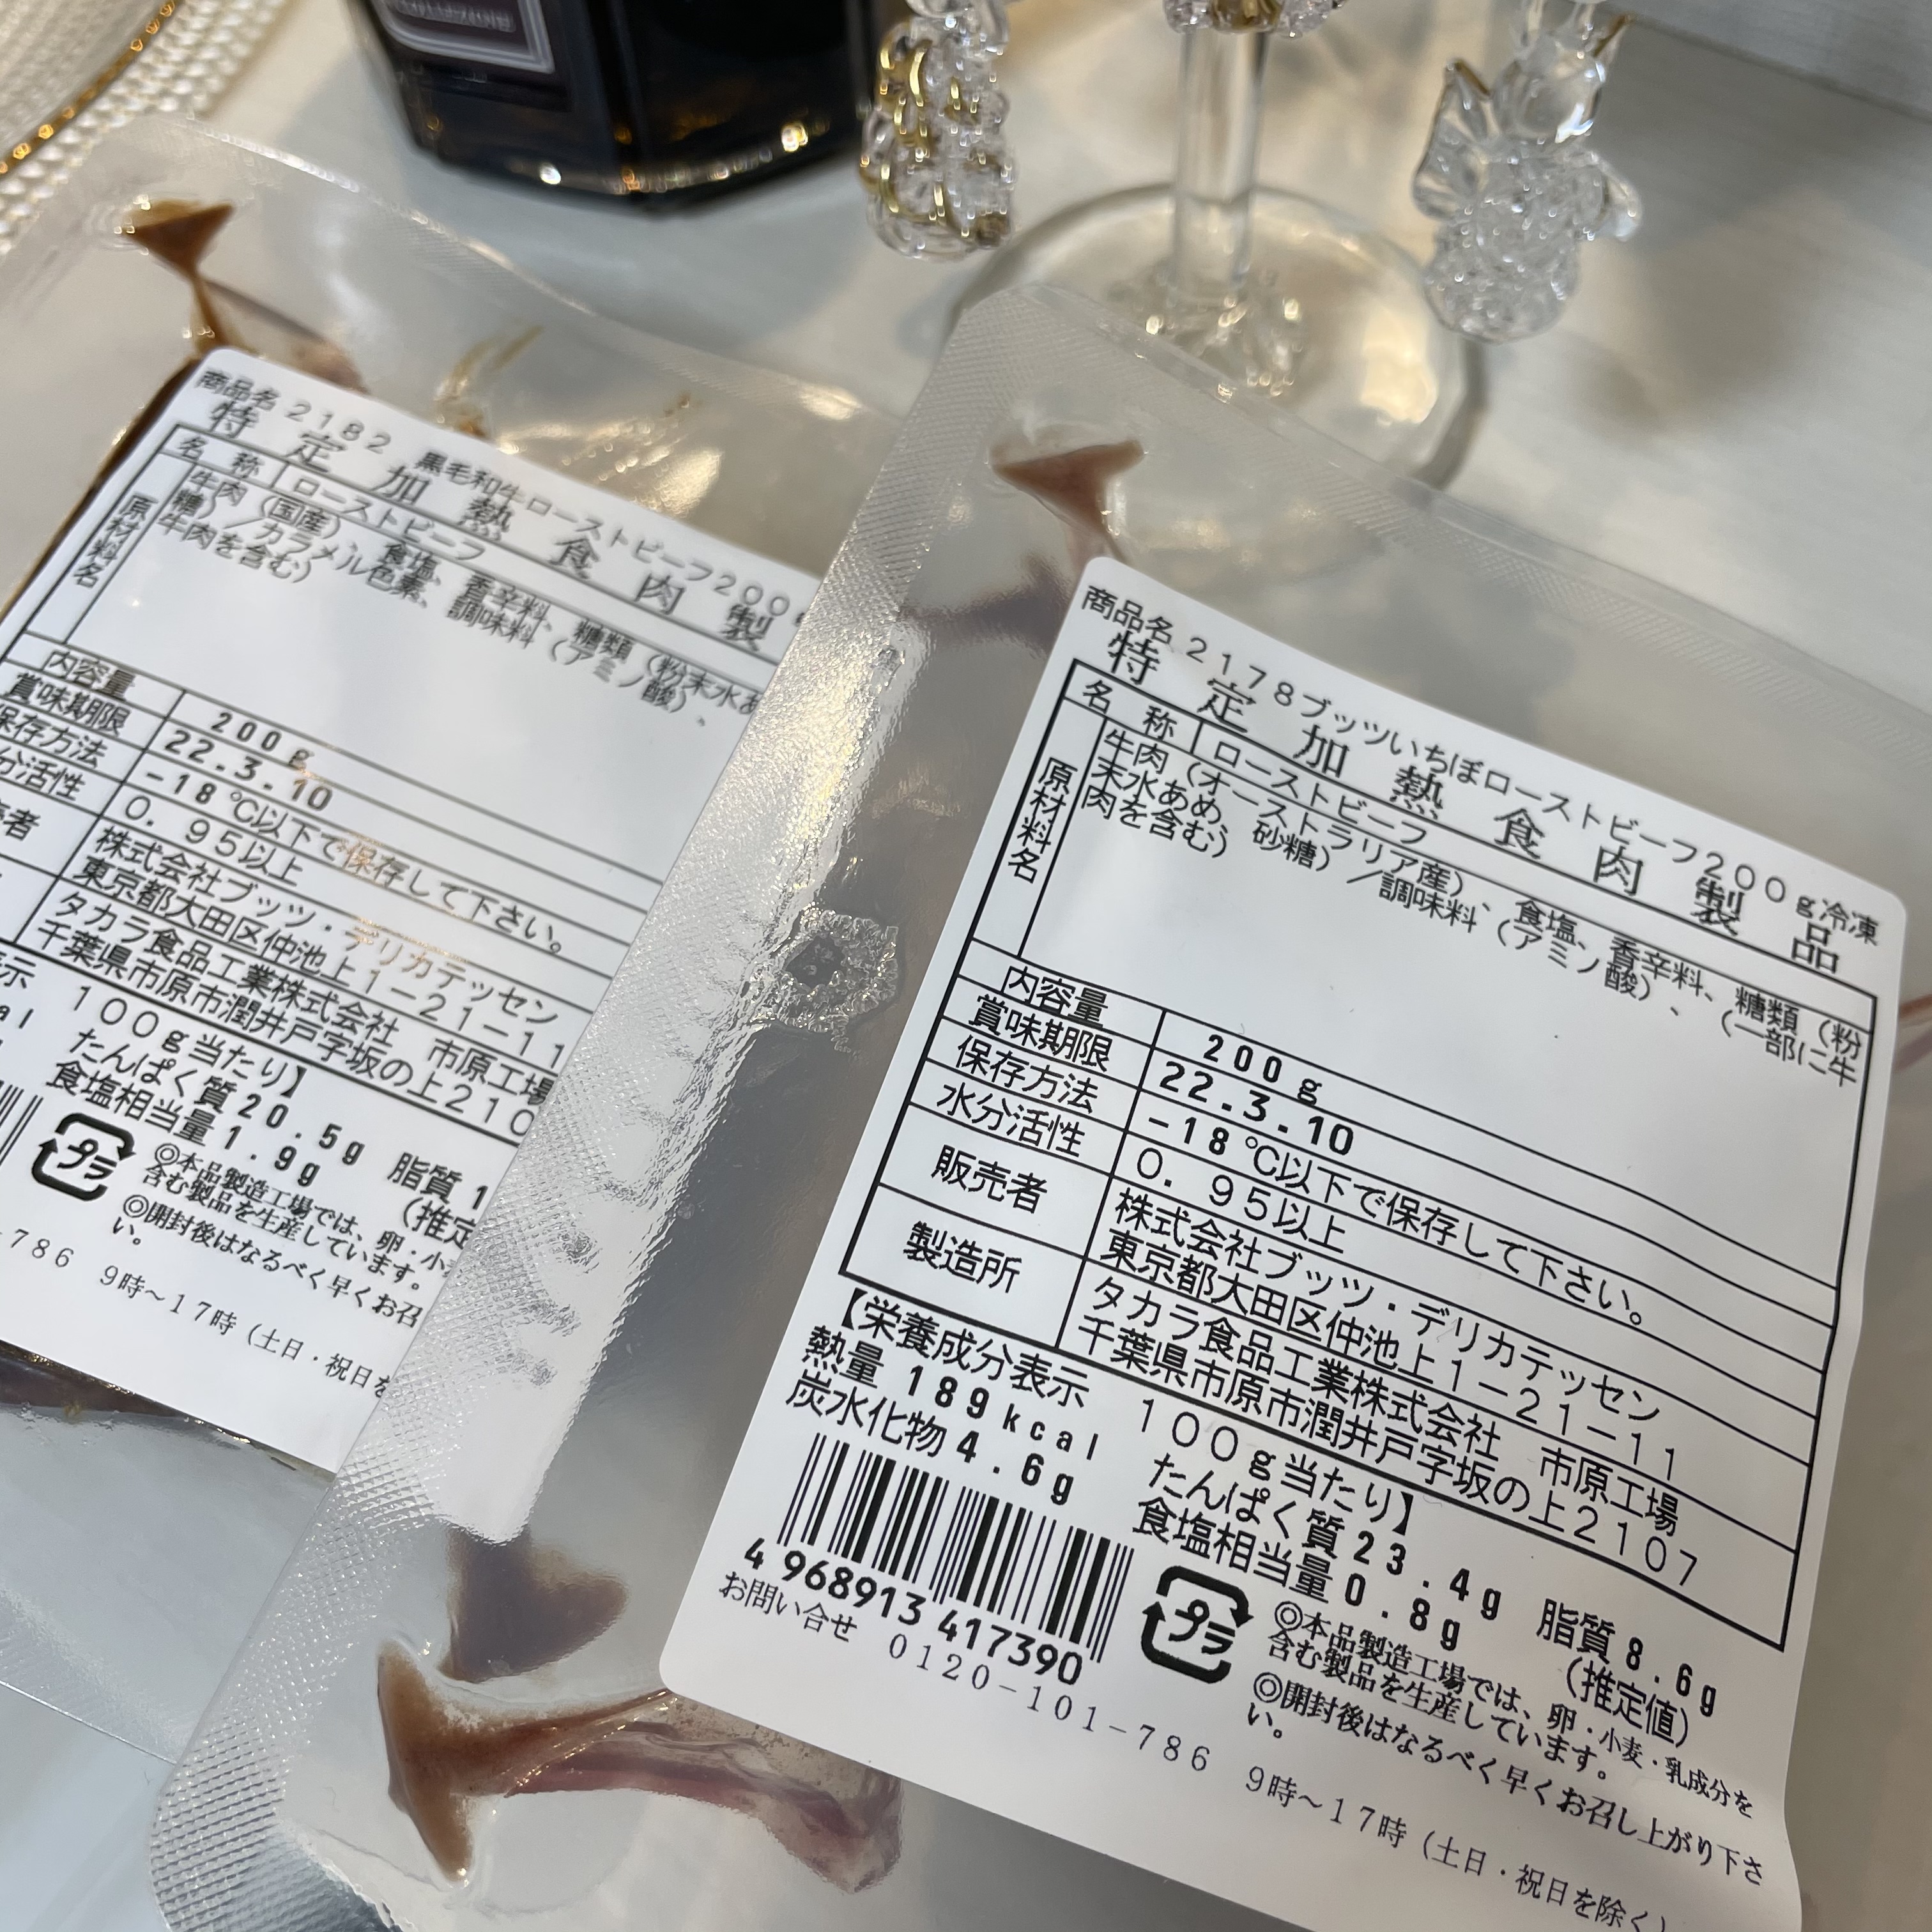 商品名 2182 黒毛和牛ローストビーフ200
特定加熱食肉製
名称 ローストビーフ
原材料名 牛肉（国産）、食塩、香辛料、糖類（粉末水あ
糖）／カラメル色素、調味料（アミノ酸）、
牛肉を含む）
内容量 200g
賞味期限 22.3.10
保存方法 -18℃以下で保存して下さい。
分活性 0.95以上
者 株式会社ブッツ・デリカテッセン
東京都大田区仲池上1-21-11
タカラ食品工業株式会社 市原工場
千葉県市原市潤井戸字坂の上210
示 100g当たり】
al たんぱく質20.5g 脂質1
食塩相当量1.9g （推定
プラ
◎本品製造工場では、卵・小
含む製品を生産しています。
◎開封後はなるべく早くお召
い。
-786 9時～17時（土日・祝日を
商品名 2178ブッツいちぼローストビーフ200g冷凍
特定加熱食肉製品
名称 ローストビーフ
原材料名 牛肉（オーストラリア産）、食塩、香辛料、糖類（粉
末水あめ、砂糖）／調味料（アミノ酸）、（一部に牛
肉を含む）
内容量 200g
賞味期限 22.3.10
保存方法 -18℃以下で保存して下さい。
水分活性 0.95以上
販売者 株式会社ブッツ・デリカテッセン
東京都大田区仲池上1-21-11
製造所 タカラ食品工業株式会社 市原工場
千葉県市原市潤井戸字坂の上2107
【栄養成分表示 100g当たり】
熱量 189kcal たんぱく質23.4g 脂質8.6g
炭水化物4.6g 食塩相当量0.8g （推定値）
プラ
◎本品製造工場では、卵・小麦・乳成分を
含む製品を生産しています。
◎開封後はなるべく早くお召し上がり下さ
い。
4 968913 417390
お問い合せ 0120-101-786 9時～17時（土日・祝日を除く）